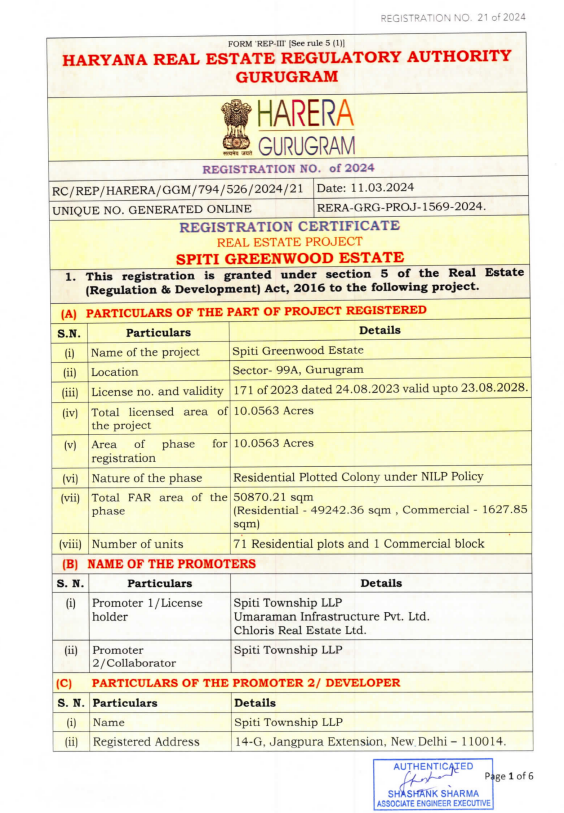 REGISTRATION NO. 21 of 2024
FORM 'REP-III' [See rule 5 (1)]
HARYANA REAL ESTATE REGULATORY AUTHORITY
GURUGRAM
सत्यमेव जयते
HARERA
GURUGRAM
REGISTRATION NO. of 2024
RC/REP/HARERA/GGM/794/526/2024/21 Date: 11.03.2024
UNIQUE NO. GENERATED ONLINE RERA-GRG-PROJ-1569-2024.
REGISTRATION CERTIFICATE
REAL ESTATE PROJECT
SPITI GREENWOOD ESTATE
1. This registration is granted under section 5 of the Real Estate
(Regulation & Development) Act, 2016 to the following project.
(A) PARTICULARS OF THE PART OF PROJECT REGISTERED
S.N. Particulars Details
(i) Name of the project Spiti Greenwood Estate
(ii) Location Sector- 99A, Gurugram
(iii) License no. and validity 171 of 2023 dated 24.08.2023 valid upto 23.08.2028.
(iv) Total licensed area of 10.0563 Acres
the project
(v) Area of phase for 10.0563 Acres
registration
(vi) Nature of the phase Residential Plotted Colony under NILP Policy
(vii) Total FAR area of the 50870.21 sqm
phase (Residential - 49242.36 sqm , Commercial - 1627.85
sqm)
(viii) Number of units 71 Residential plots and 1 Commercial block
(B) NAME OF THE PROMOTERS
S. N. Particulars Details
(i) Promoter 1/License Spiti Township LLP
holder Umaraman Infrastructure Pvt. Ltd.
Chloris Real Estate Ltd.
(ii) Promoter Spiti Township LLP
2/Collaborator
(C) PARTICULARS OF THE PROMOTER 2/ DEVELOPER
S. N. Particulars Details
(i) Name Spiti Township LLP
(ii) Registered Address 14-G, Jangpura Extension, New Delhi – 110014.
AUTHENTICATED
SHASHANK SHARMA
ASSOCIATE ENGINEER EXECUTIVE
Page 1 of 6